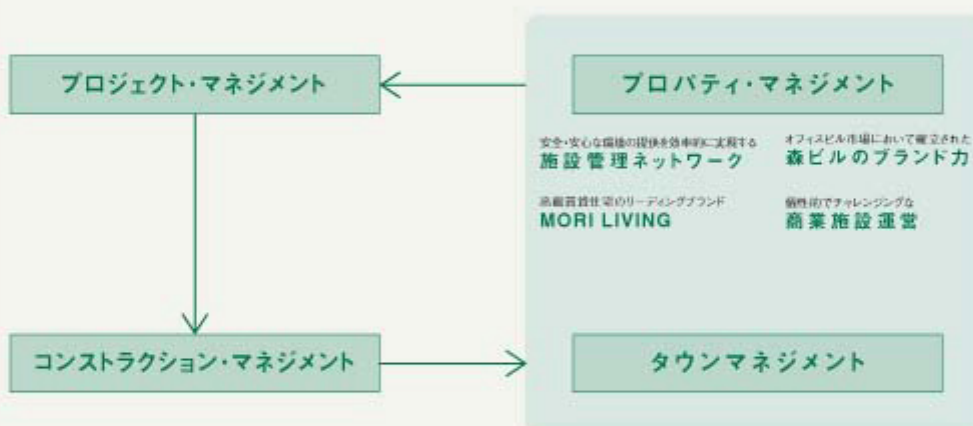 プロジェクト・マネジメント
プロパティ・マネジメント
安全・安心な環境の提供を効率的に実現する
施設管理ネットワーク
オフィスビル市場において確立された
森ビルのブランド力
高級賃貸住宅のリーディングブランド
MORI LIVING
個性的でチャレンジングな
商業施設運営
コンストラクション・マネジメント
タウンマネジメント